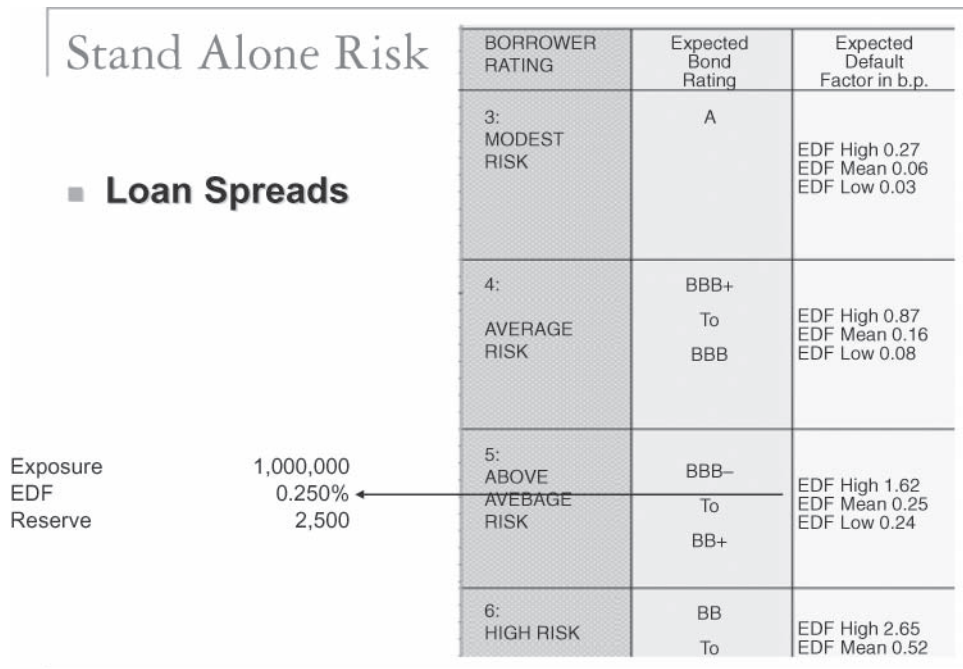 Stand Alone Risk
Loan Spreads
Exposure 1,000,000
EDF 0.250%
Reserve 2,500
BORROWER
RATING
Expected
Bond
Rating
Expected
Default
Factor in b.p.
3:
MODEST
RISK
A
EDF High 0.27
EDF Mean 0.06
EDF Low 0.03
4:
AVERAGE
RISK
BBB+
To
BBB
EDF High 0.87
EDF Mean 0.16
EDF Low 0.08
5:
ABOVE
AVEBAGE
RISK
BBB–
To
BB+
EDF High 1.62
EDF Mean 0.25
EDF Low 0.24
6:
HIGH RISK
BB
To
EDF High 2.65
EDF Mean 0.52